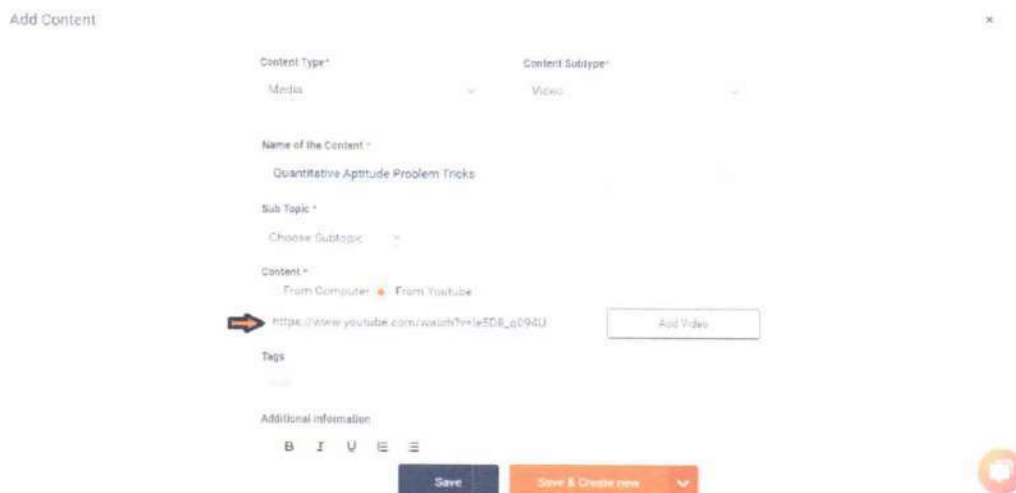 Add Content
Content Type*
Content Subtype*
Media
Video
Name of the Content *
Quantitative Aptitude Problem Tricks
Sub Topic *
Choose Subtopic
Content *
From Computer From Youtube
Add Video
Tags
Additional information
B I U
Save
Save & Create new